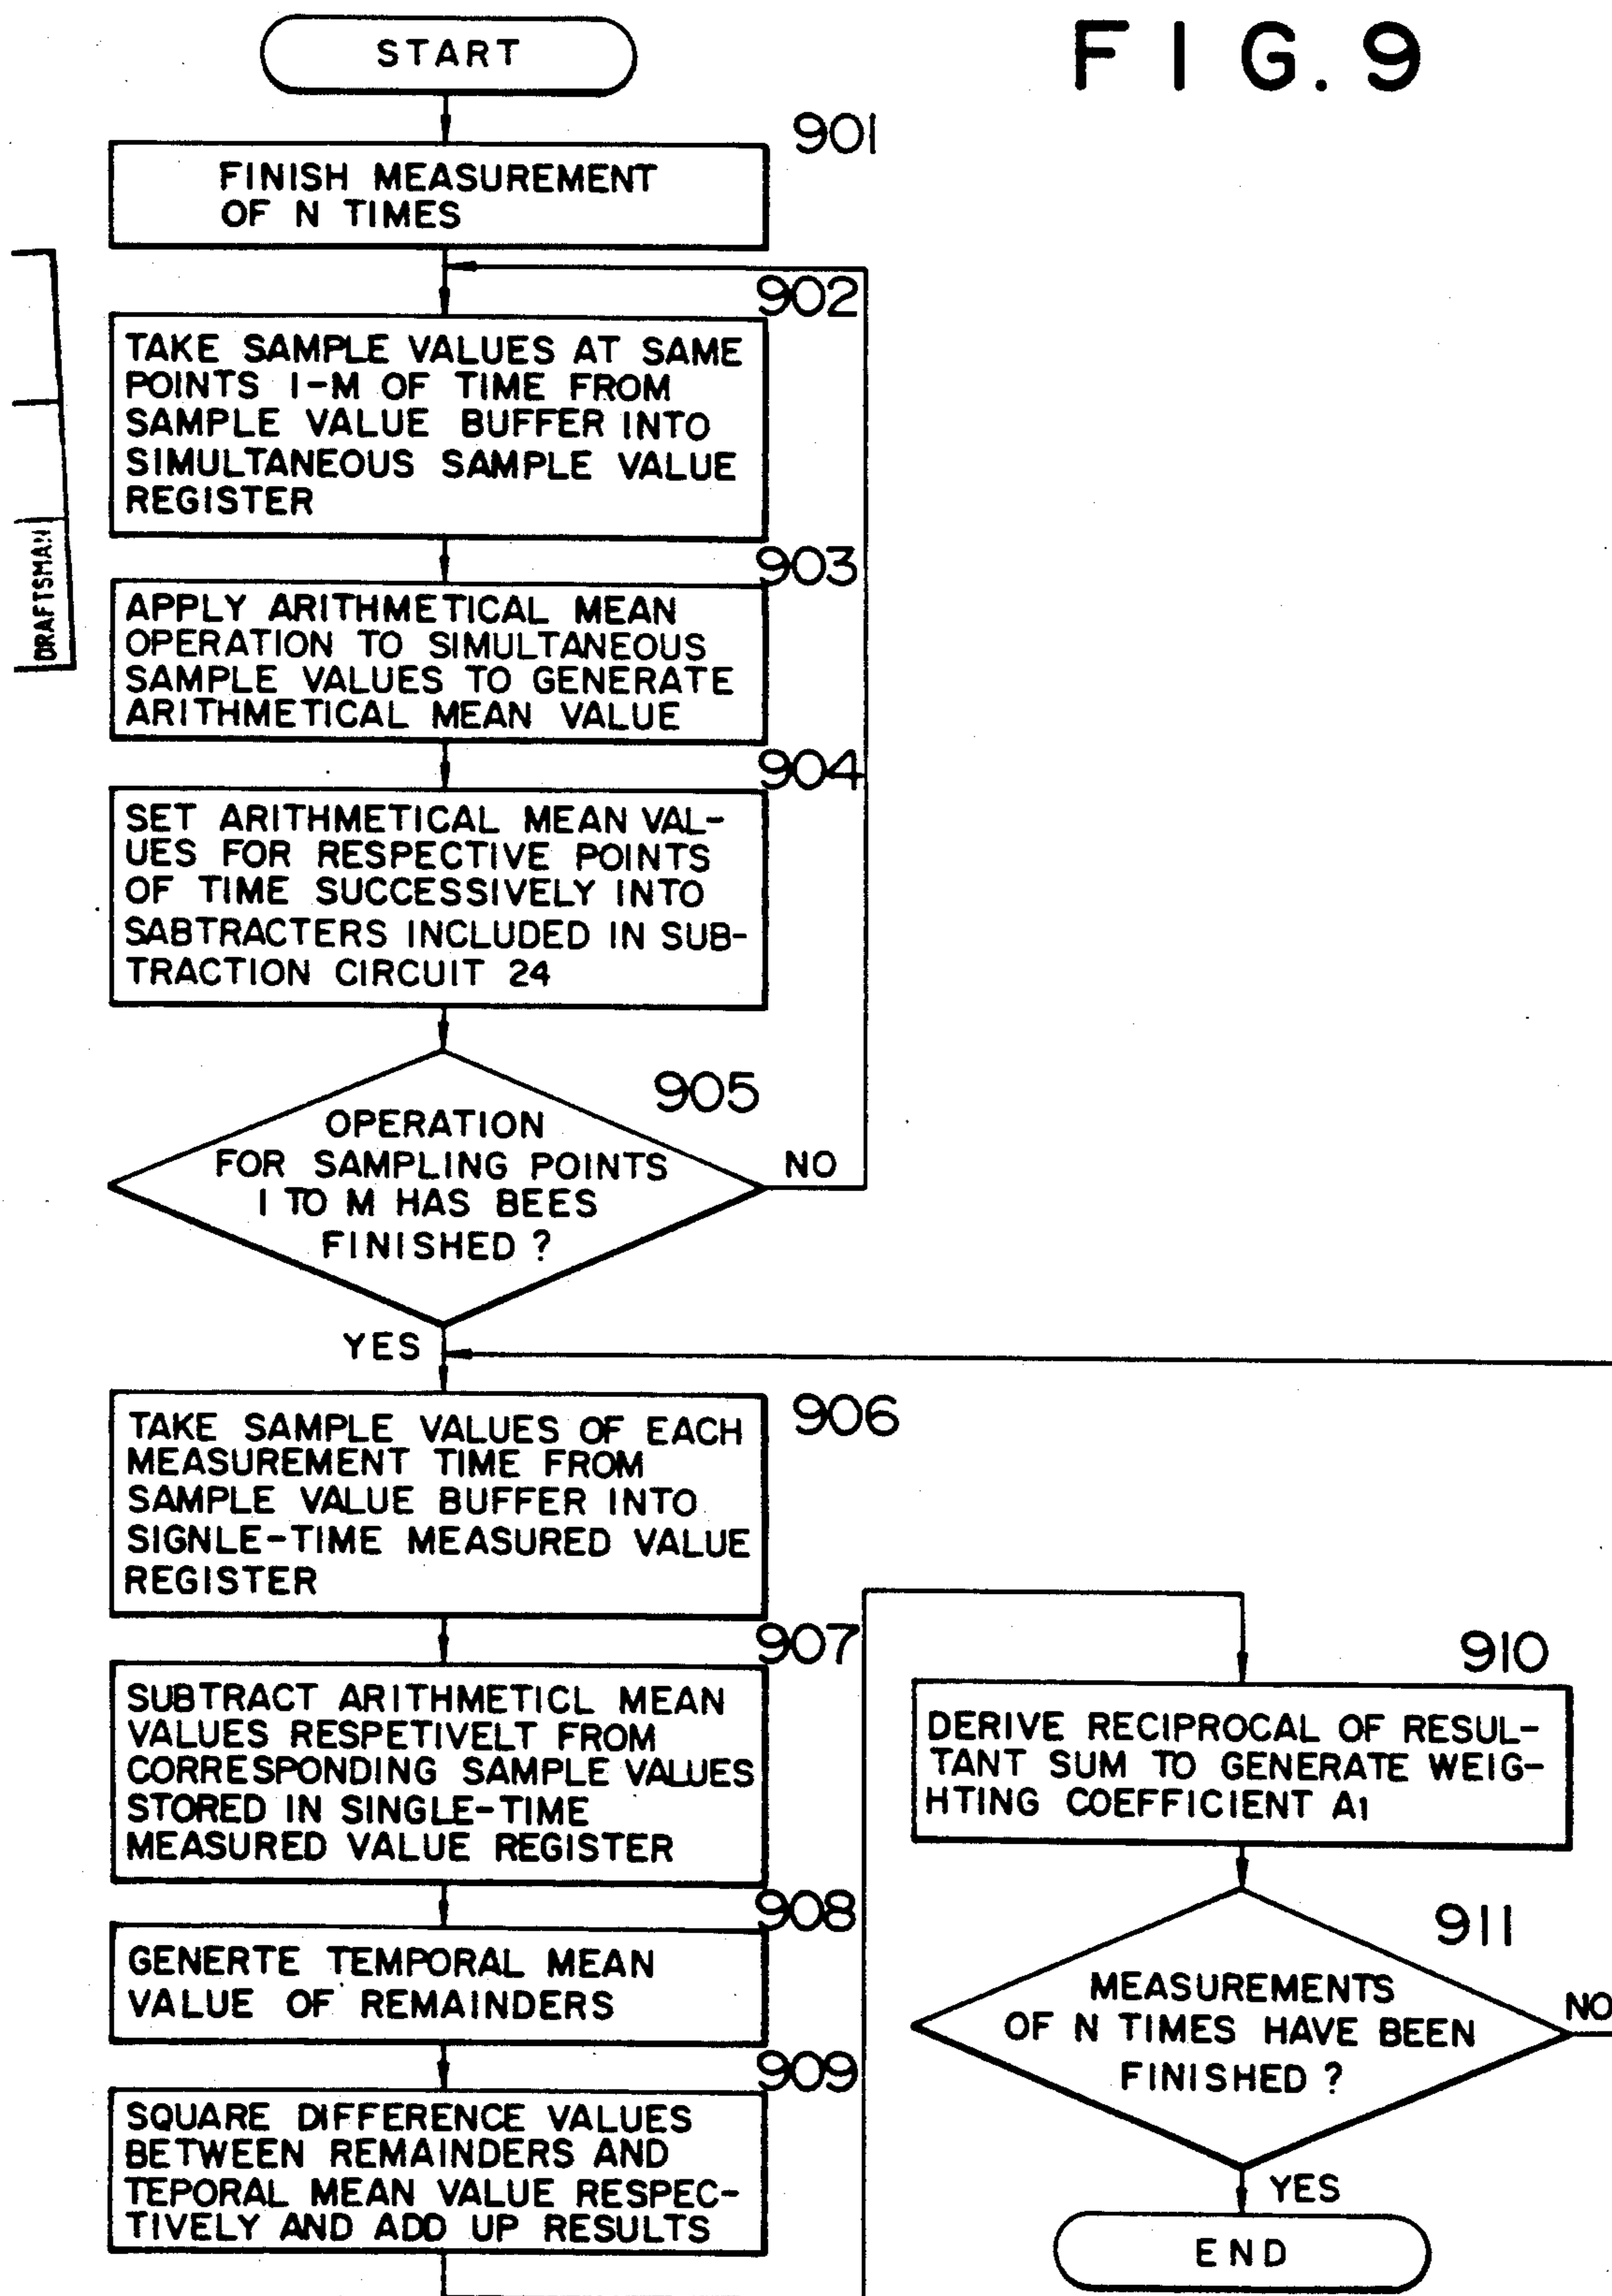 FIG. 9
START
901
FINISH MEASUREMENT
OF N TIMES
902
TAKE SAMPLE VALUES AT SAME
POINTS 1-M OF TIME FROM
SAMPLE VALUE BUFFER INTO
SIMULTANEOUS SAMPLE VALUE
REGISTER
DRAFTSMAN
903
APPLY ARITHMETICAL MEAN
OPERATION TO SIMULTANEOUS
SAMPLE VALUES TO GENERATE
ARITHMETICAL MEAN VALUE
904
SET ARITHMETICAL MEAN VAL-
UES FOR RESPECTIVE POINTS
OF TIME SUCCESSIVELY INTO
SABTRACTERS INCLUDED IN SUB-
TRACTION CIRCUIT 24
905
OPERATION
FOR SAMPLING POINTS
1 TO M HAS BEES
FINISHED ?
NO
YES
906
TAKE SAMPLE VALUES OF EACH
MEASUREMENT TIME FROM
SAMPLE VALUE BUFFER INTO
SIGNLE-TIME MEASURED VALUE
REGISTER
907
SUBTRACT ARITHMETICL MEAN
VALUES RESPETIVELT FROM
CORRESPONDING SAMPLE VALUES
STORED IN SINGLE-TIME
MEASURED VALUE REGISTER
908
GENERTE TEMPORAL MEAN
VALUE OF REMAINDERS
909
SQUARE DIFFERENCE VALUES
BETWEEN REMAINDERS AND
TEPORAL MEAN VALUE RESPEC-
TIVELY AND ADD UP RESULTS
910
DERIVE RECIPROCAL OF RESUL-
TANT SUM TO GENERATE WEIG-
HTING COEFFICIENT A1
911
MEASUREMENTS
OF N TIMES HAVE BEEN
FINISHED ?
NO
YES
END